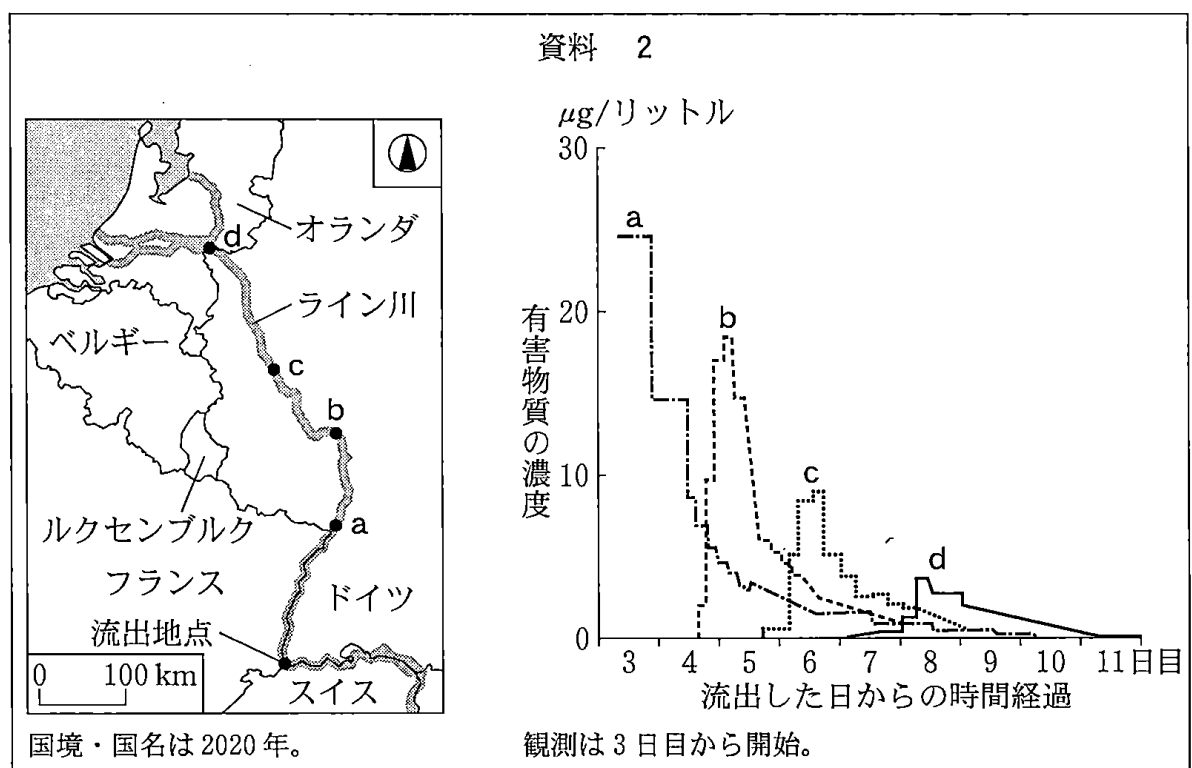 資料 2
オランダ
d
ライン川
ベルギー
c
b
ルクセンブルク
a
フランス
ドイツ
流出地点
0 100 km
スイス
国境・国名は 2020 年。
μg/リットル
有害物質の濃度
30
20
10
0
a
b
c
d
3 4 5 6 7 8 9 10 11日目
流出した日からの時間経過
観測は 3 日目から開始。